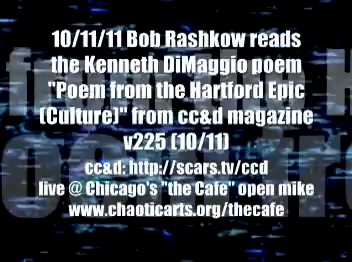 10/11/11 Bob Rashkow reads
the Kenneth DiMaggio poem
"Poem from the Hartford Epic
(Culture)" from cc&d magazine
v225 (10/11)
cc&d: http://scars.tv/ccd
live @ Chicago's "the Cafe" open mike
www.chaoticarts.org/thecafe